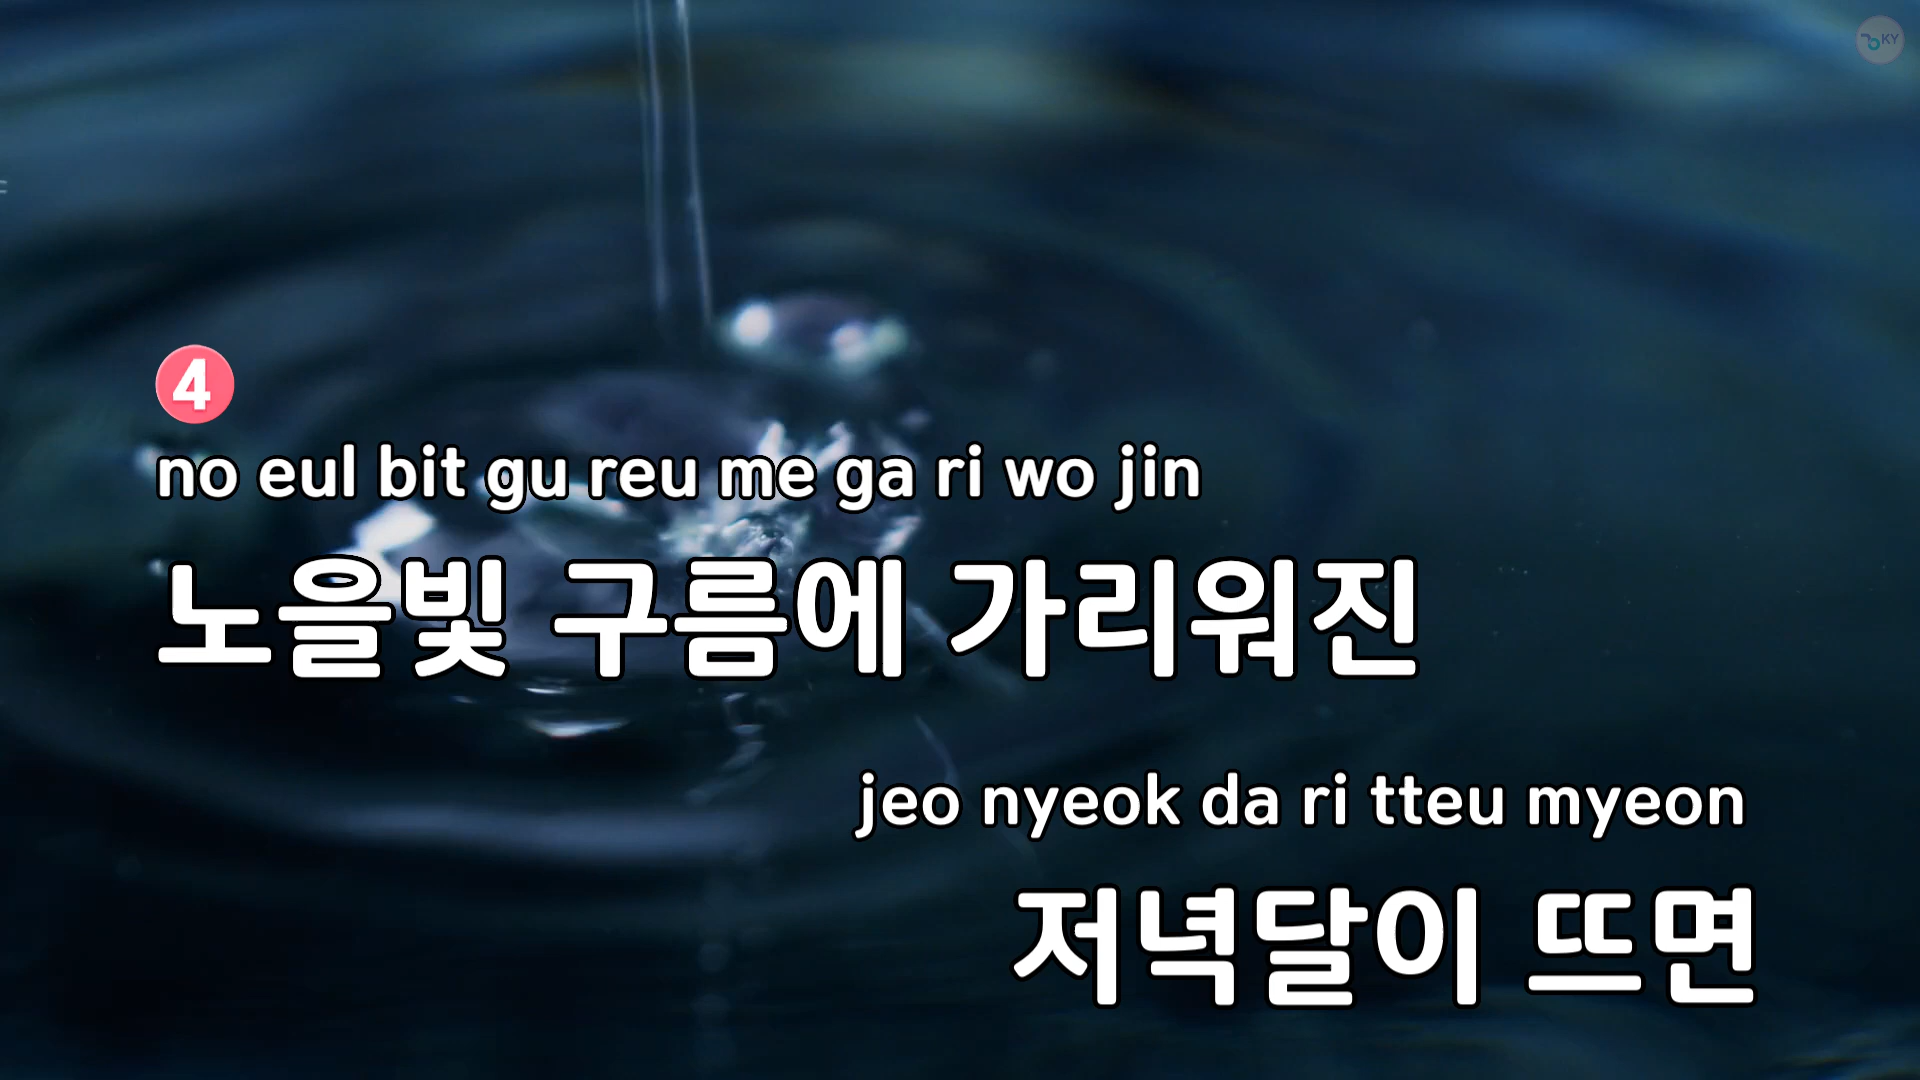 KY
4
no eul bit gu reu me ga ri wo jin
노을빛 구름에 가리워진
jeo nyeok da ri tteu myeon
저녁달이 뜨면